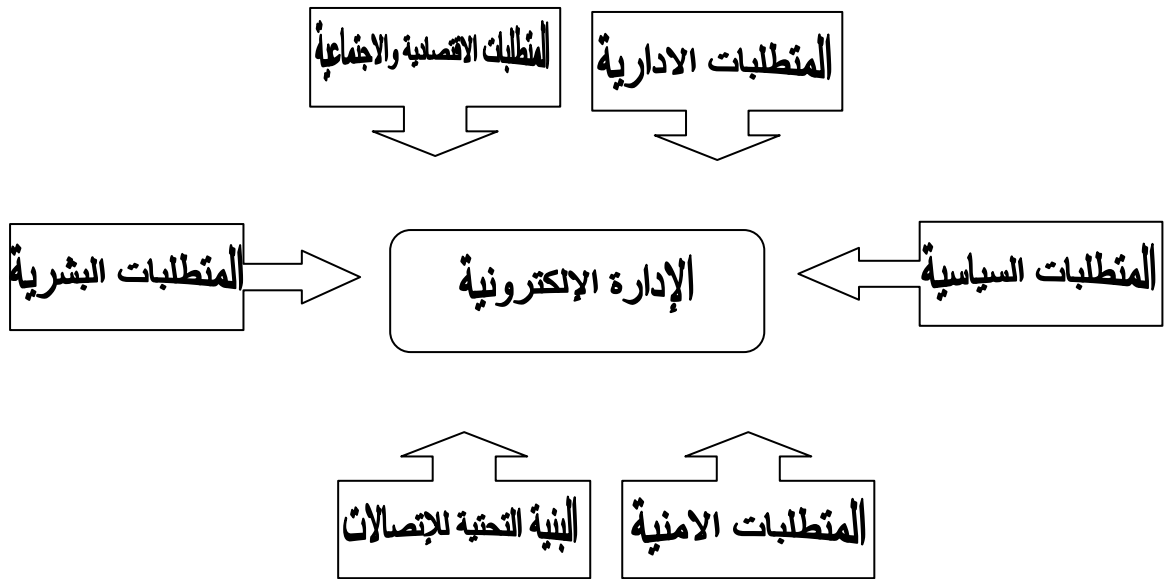 المتطلبات الادارية
المتطلبات الاقتصادية والاجتماعية
المتطلبات السياسية
الإدارة الإلكترونية
المتطلبات البشرية
المتطلبات الامنية
البنية التحتية للإتصالات